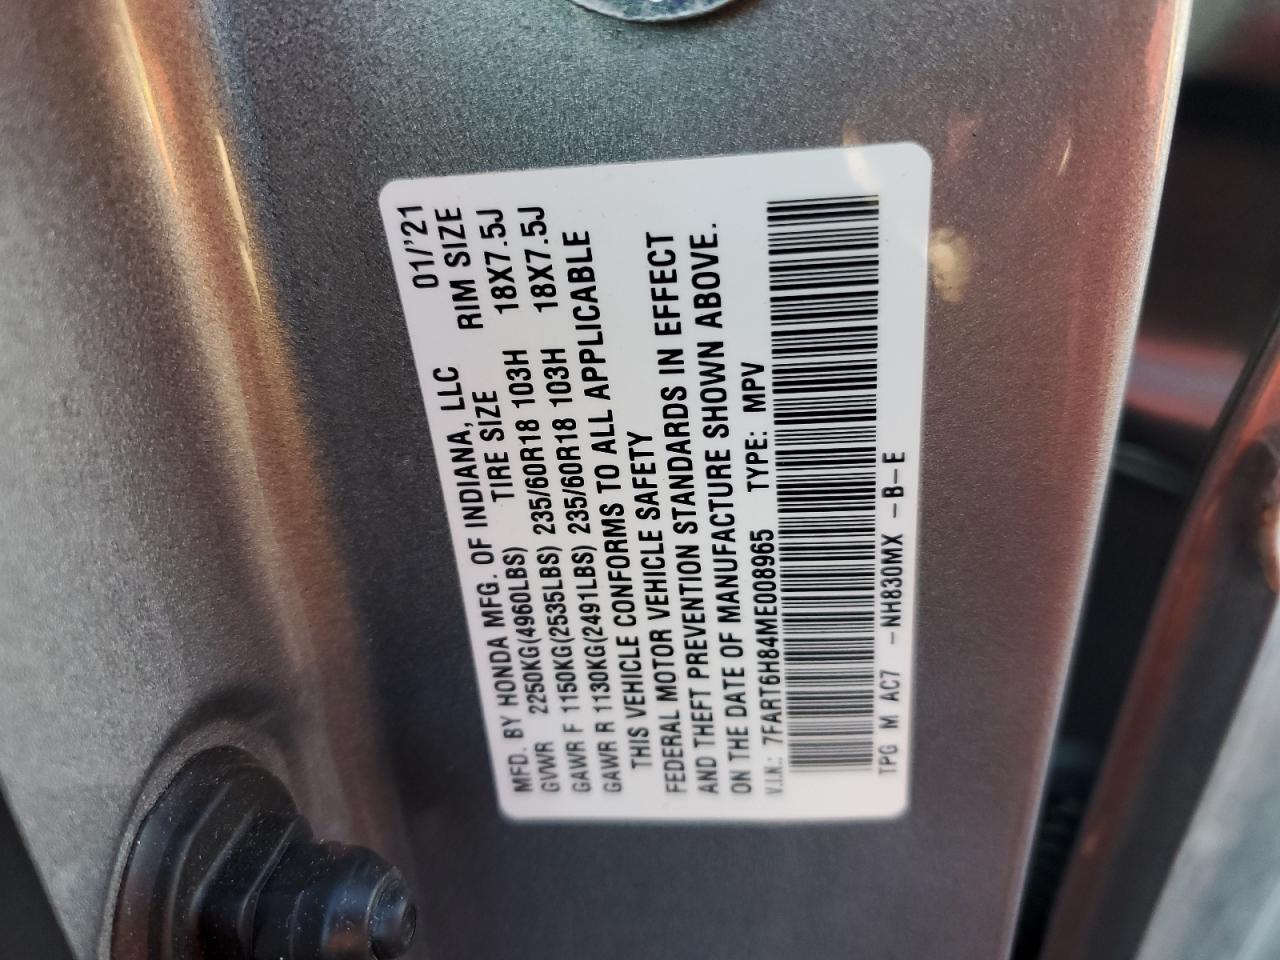 MFD. BY HONDA MFG. OF INDIANA, LLC 01/'21
GVWR 2250KG(4960LBS) TIRE SIZE RIM SIZE
GAWR F 1150KG(2535LBS) 235/60R18 103H 18X7.5J
GAWR R 1130KG(2491LBS) 235/60R18 103H 18X7.5J
THIS VEHICLE CONFORMS TO ALL APPLICABLE
FEDERAL MOTOR VEHICLE SAFETY
AND THEFT PREVENTION STANDARDS IN EFFECT
ON THE DATE OF MANUFACTURE SHOWN ABOVE.
V.I.N.: 7FART6H84ME008965 TYPE: MPV
TPG M AC7 -NH830MX -B-E